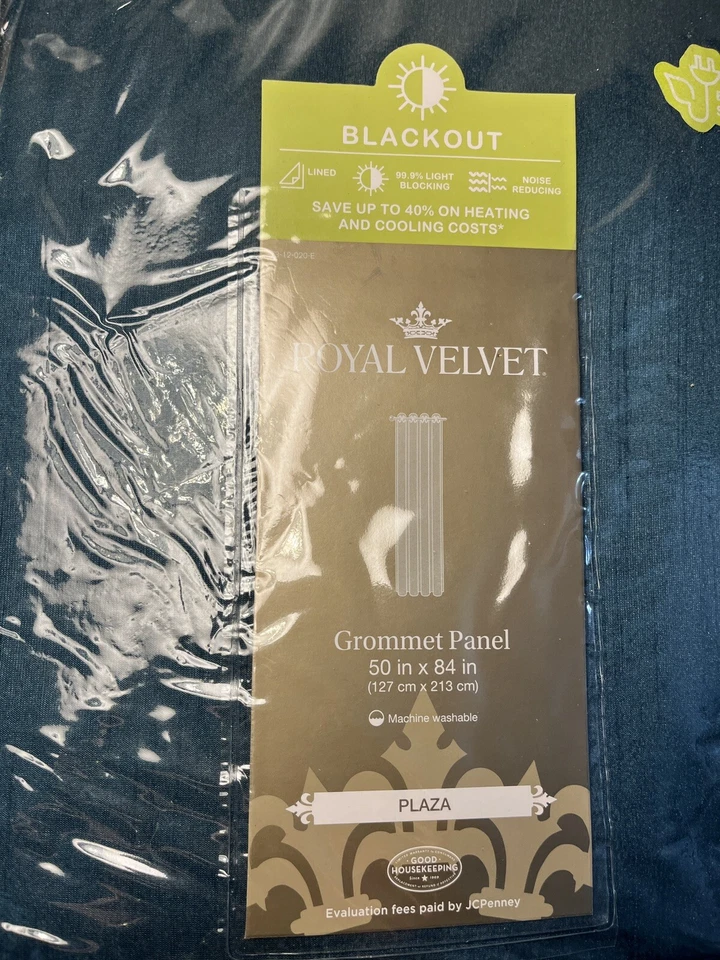 BLACKOUT
LINED
99.9% LIGHT
BLOCKING
NOISE
REDUCING
SAVE UP TO 40% ON HEATING
AND COOLING COSTS*
ROYAL VELVET
Grommet Panel
50 in x 84 in
(127 cm x 213 cm)
Machine washable
PLAZA
GOOD
HOUSEKEEPING
Evaluation fees paid by JCPenney